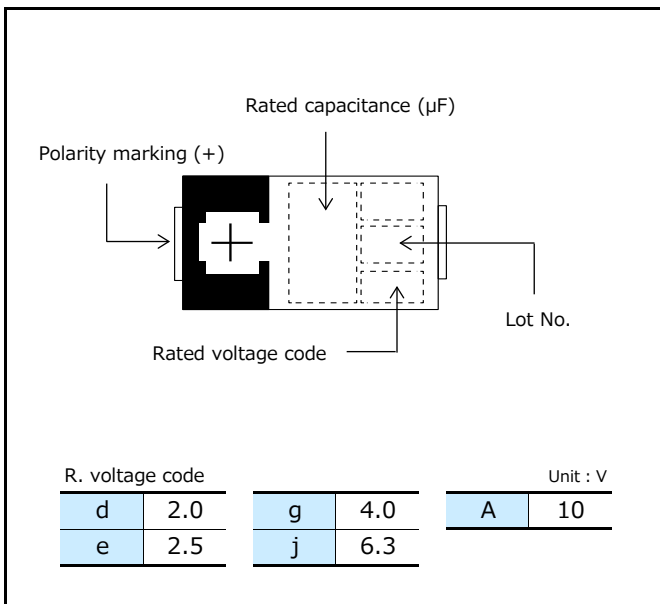 Rated capacitance (μF)
Polarity marking (+)
+
Lot No.
Rated voltage code
R. voltage code
Unit : V
d 2.0 g 4.0 A 10
e 2.5 j 6.3